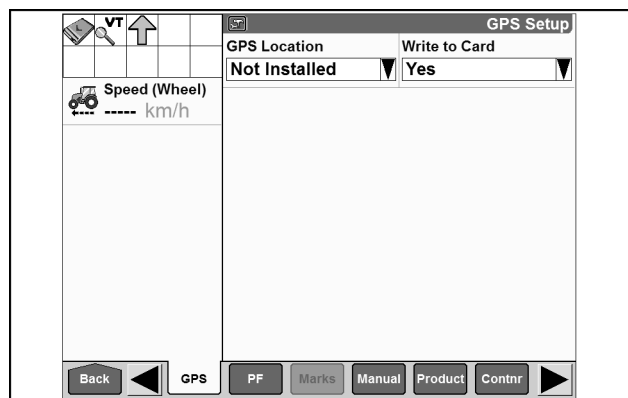 VT
L
GPS Setup
GPS Location
Write to Card
Not Installed
Yes
Speed (Wheel)
----- km/h
Back
GPS
PF
Marks
Manual
Product
Contnr